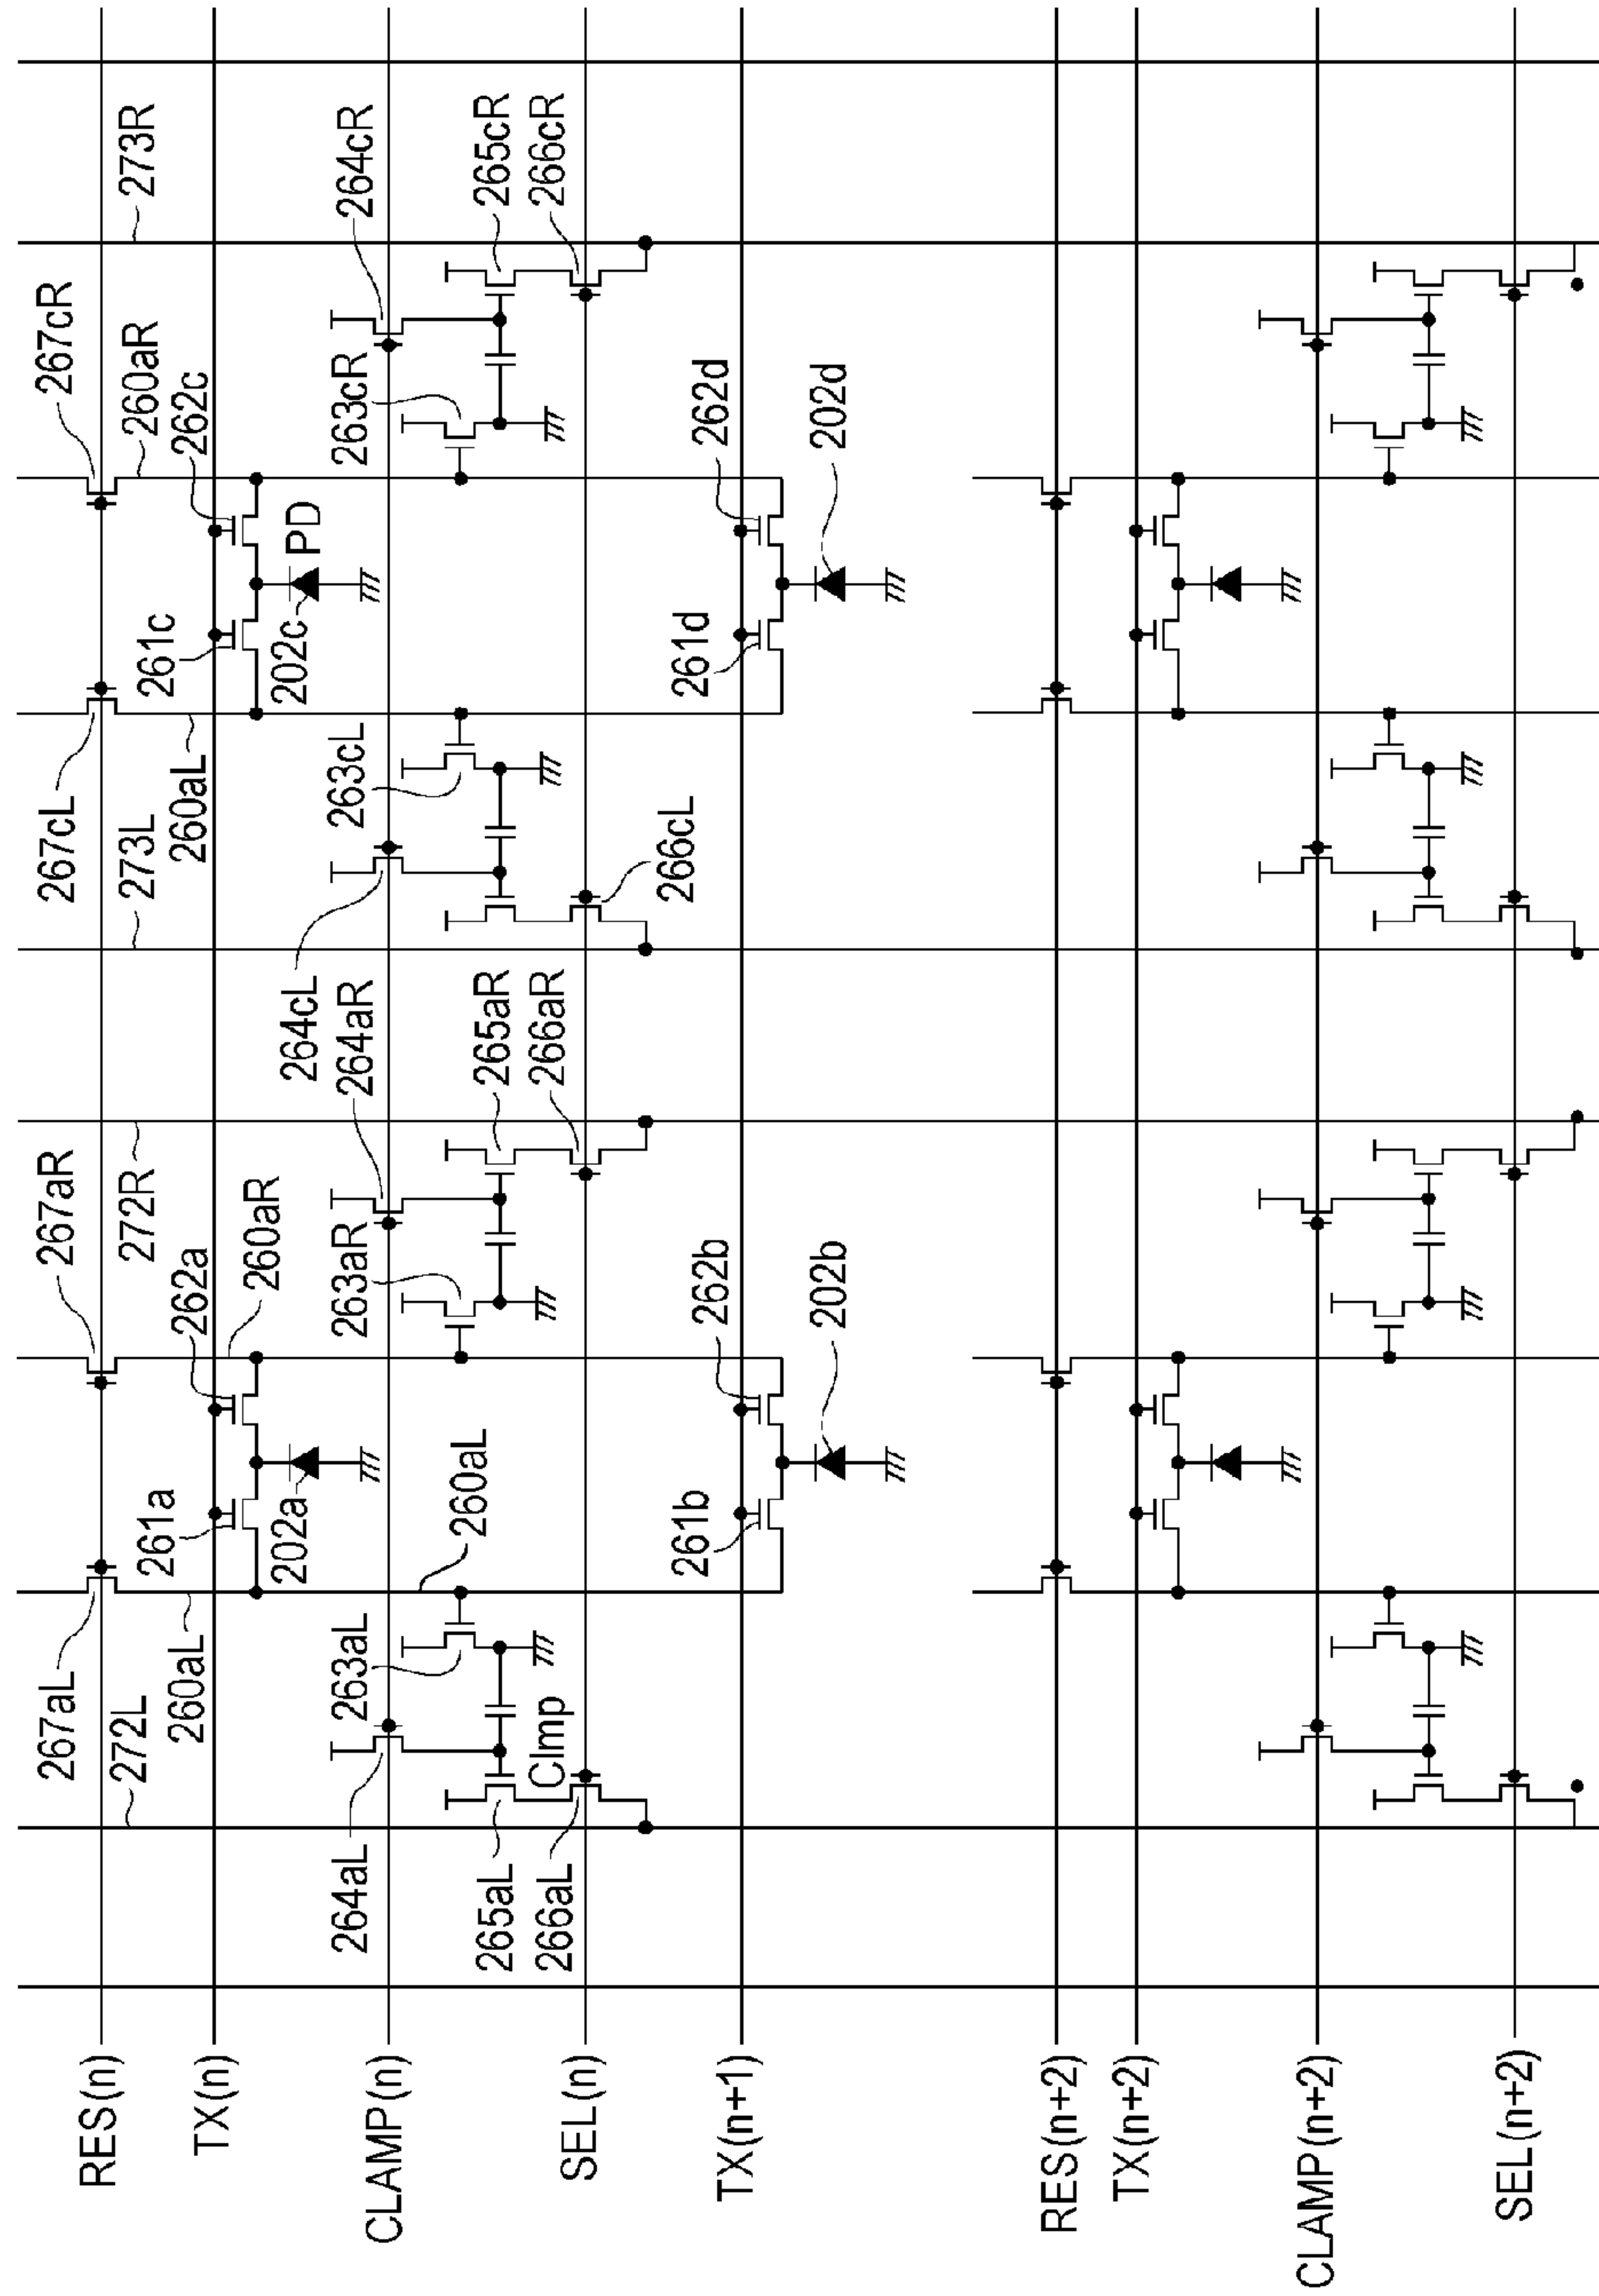 RES(n)
267aL
267aR
267cL
267cR
272L
272R
273L
273R
TX(n)
260aL
261a
262a
260aR
260aL
261c
262c
260aR
202a
202c
PD
CLAMP(n)
264aL
263aL
260aL
263aR
264aR
264cL
263cL
263cR
264cR
265aL
Clmp
265aR
265cR
SEL(n)
266aL
266aR
266cL
266cR
TX(n+1)
261b
262b
261d
262d
202b
202d
RES(n+2)
TX(n+2)
CLAMP(n+2)
SEL(n+2)